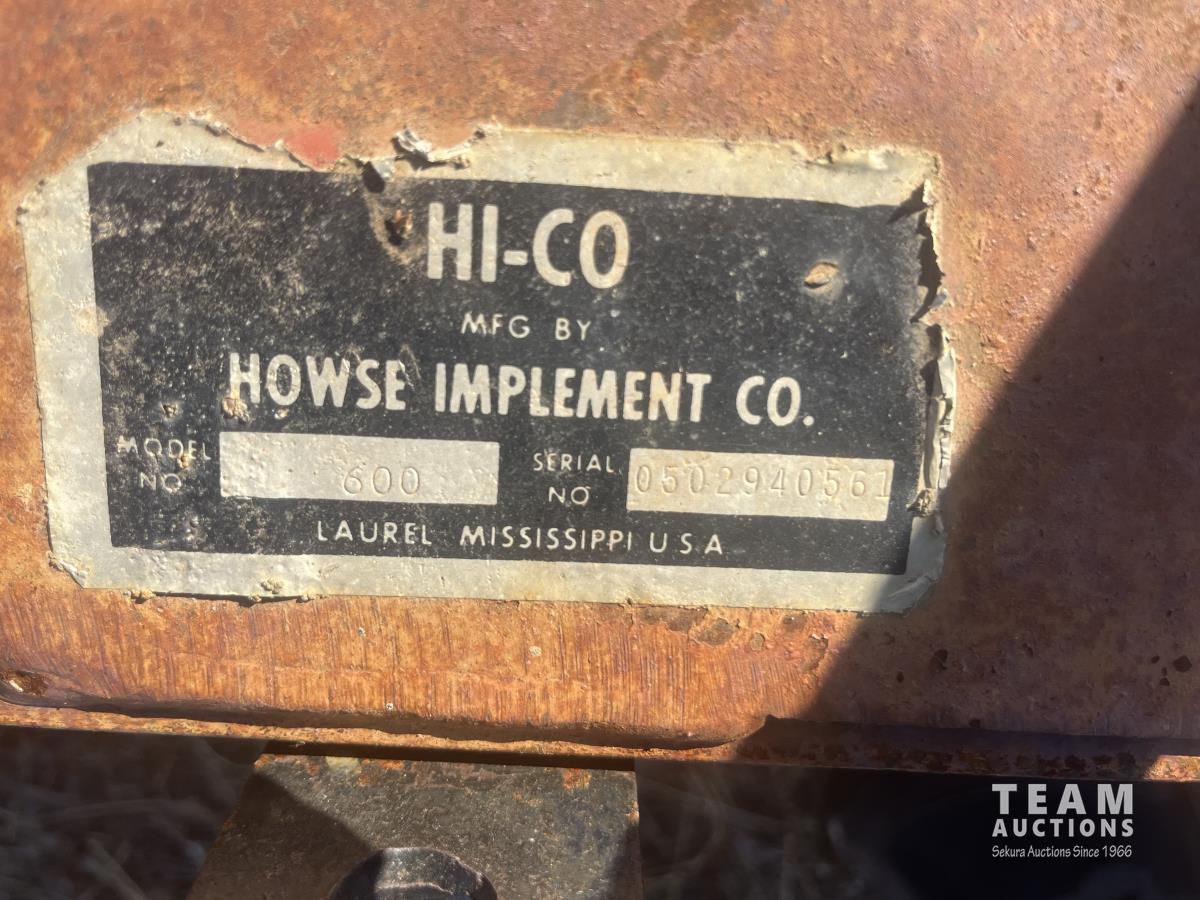 HI-CO
MFG BY
HOWSE IMPLEMENT CO.
MODEL NO 600 SERIAL NO 0502940561
LAUREL MISSISSIPPI U S A
TEAM
AUCTIONS
Sekura Auctions Since 1966